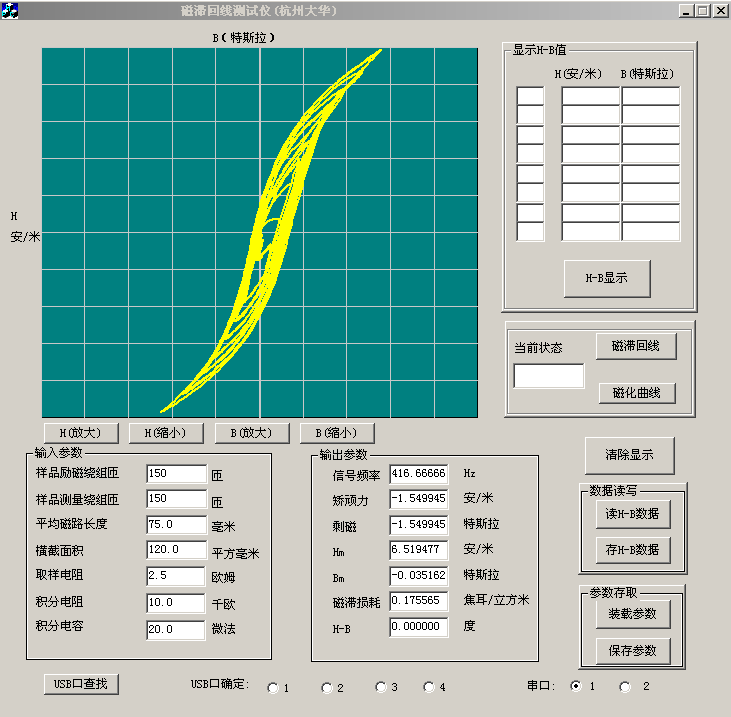 磁滞回线测试仪(杭州大华)
B(特斯拉)
H
安/米
显示H-B值
H(安/米) B(特斯拉)
H-B显示
当前状态
磁滞回线
磁化曲线
H(放大) H(缩小) B(放大) B(缩小)
清除显示
输入参数
样品励磁绕组匝 150 匝
样品测量绕组匝 150 匝
平均磁路长度 75.0 毫米
横截面积 120.0 平方毫米
取样电阻 2.5 欧姆
积分电阻 10.0 千欧
积分电容 20.0 微法
输出参数
信号频率 416.66666 Hz
矫顽力 -1.549945 安/米
剩磁 -1.549945 特斯拉
Hm 6.519477 安/米
Bm -0.035162 特斯拉
磁滞损耗 0.175565 焦耳/立方米
H-B 0.000000 度
数据读写
读H-B数据
存H-B数据
参数存取
装载参数
保存参数
USB口查找 USB口确定: 1 2 3 4 串口: 1 2